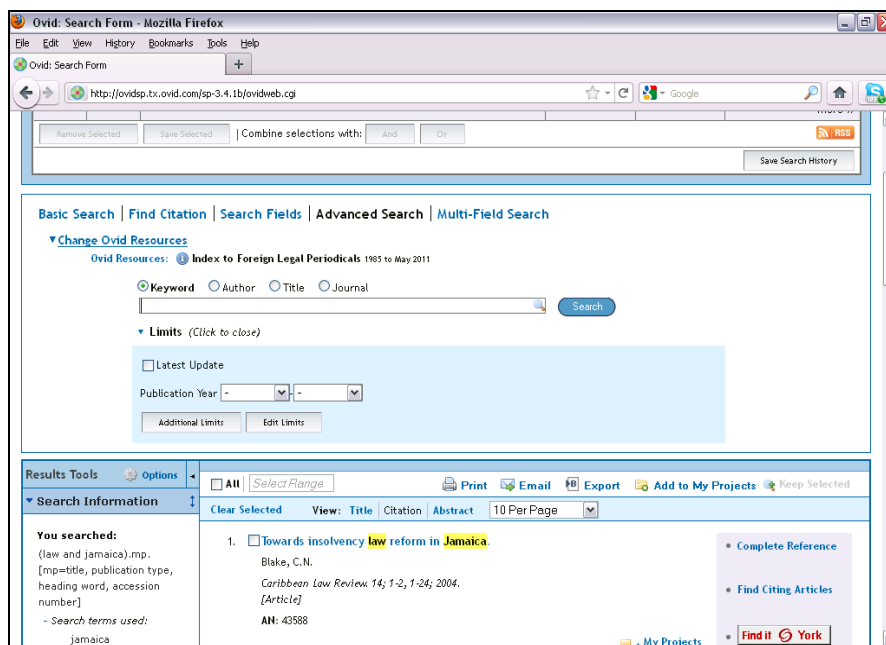 Ovid: Search Form - Mozilla Firefox
File Edit View History Bookmarks Tools Help
Ovid: Search Form +
http://ovidsp.tx.ovid.com/sp-3.4.1b/ovidweb.cgi Google
Remove Selected Save Selected | Combine selections with: And Or RSS
Save Search History
Basic Search | Find Citation | Search Fields | Advanced Search | Multi-Field Search
Change Ovid Resources
Ovid Resources: Index to Foreign Legal Periodicals 1985 to May 2011
Keyword Author Title Journal
Search
Limits (Click to close)
Latest Update
Publication Year - - -
Additional Limits Edit Limits
Results Tools Options
All Select Range Print Email Export Add to My Projects Keep Selected
Search Information
Clear Selected View: Title | Citation | Abstract 10 Per Page
You searched:
(law and jamaica).mp.
[mp=title, publication type,
heading word, accession
number]
- Search terms used:
jamaica
1. Towards insolvency law reform in Jamaica.
Blake, C.N.
Caribbean Law Review. 14; 1-2, 1-24; 2004.
[Article]
AN: 43588
My Projects
Complete Reference
Find Citing Articles
Find it York